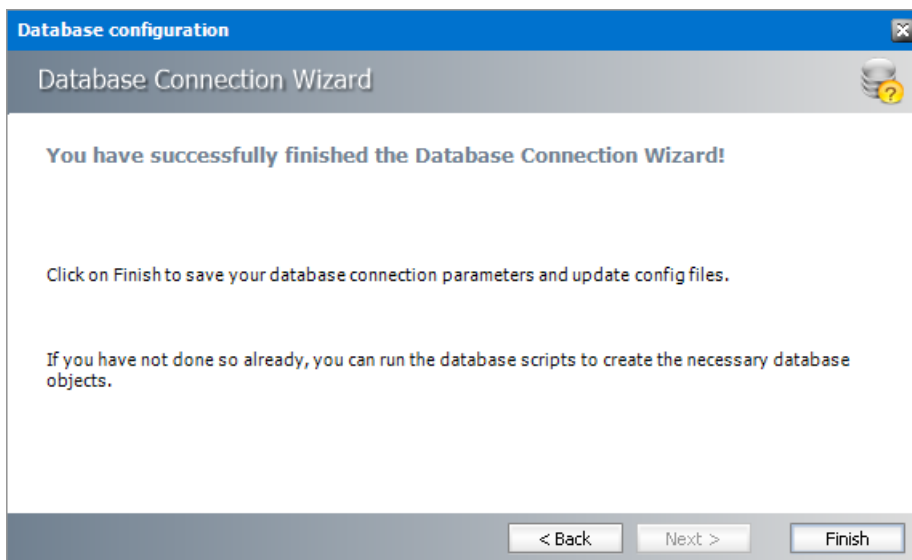 Database configuration
Database Connection Wizard
You have successfully finished the Database Connection Wizard!
Click on Finish to save your database connection parameters and update config files.
If you have not done so already, you can run the database scripts to create the necessary database
objects.
< Back
Next >
Finish